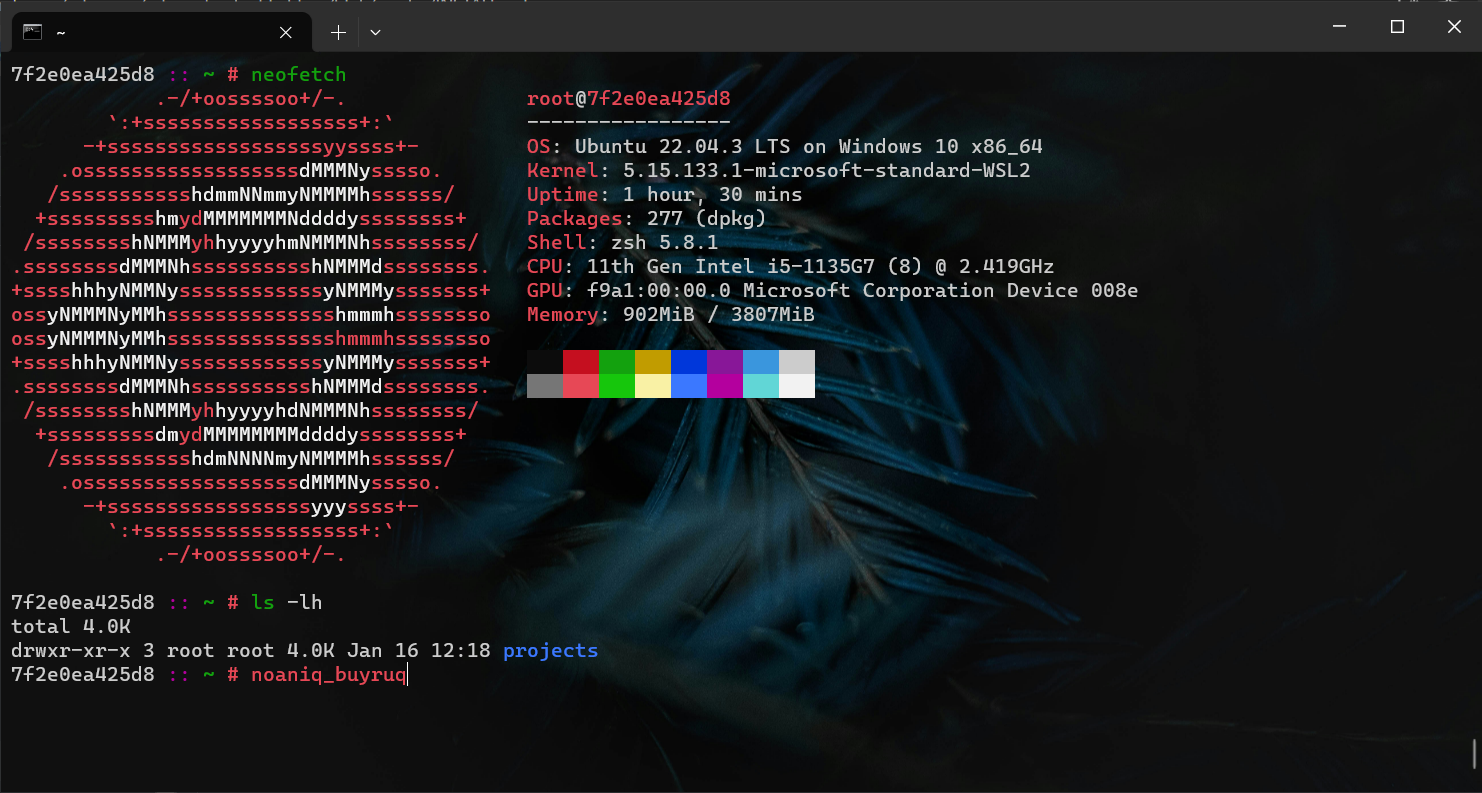 ~
7f2e0ea425d8 :: ~ # neofetch
            .-/+oossssoo+/-.               root@7f2e0ea425d8
        `:+ssssssssssssssssss+:`           -----------------
      -+ssssssssssssssssssyyssss+-         OS: Ubuntu 22.04.3 LTS on Windows 10 x86_64
    .ossssssssssssssssssdMMMNysssso.       Kernel: 5.15.133.1-microsoft-standard-WSL2
   /ssssssssssshdmmNNmmyNMMMMhssssss/      Uptime: 1 hour, 30 mins
  +ssssssssshmydMMMMMMMNddddyssssssss+     Packages: 277 (dpkg)
 /sssssssshNMMMyhhyyyyhmNMMMNhssssssss/    Shell: zsh 5.8.1
.ssssssssdMMMNhsssssssssshNMMMdssssssss.   CPU: 11th Gen Intel i5-1135G7 (8) @ 2.419GHz
+sssshhhyNMMNyssssssssssssyNMMMysssssss+   GPU: f9a1:00:00.0 Microsoft Corporation Device 008e
ossyNMMMNyMMhsssssssssssssshmmmhssssssso   Memory: 902MiB / 3807MiB
ossyNMMMNyMMhsssssssssssssshmmmhssssssso
+sssshhhyNMMNyssssssssssssyNMMMysssssss+
.ssssssssdMMMNhsssssssssshNMMMdssssssss.
 /sssssssshNMMMyhhyyyyhdNMMMNhssssssss/
  +sssssssssdmydMMMMMMMMddddyssssssss+
   /ssssssssssshdmNNNNmyNMMMMhssssss/
    .ossssssssssssssssssdMMMNysssso.
      -+sssssssssssssssssyyyssss+-
        `:+ssssssssssssssssss+:`
            .-/+oossssoo+/-.
7f2e0ea425d8 :: ~ # ls -lh
total 4.0K
drwxr-xr-x 3 root root 4.0K Jan 16 12:18 projects
7f2e0ea425d8 :: ~ # noaniq_buyruq